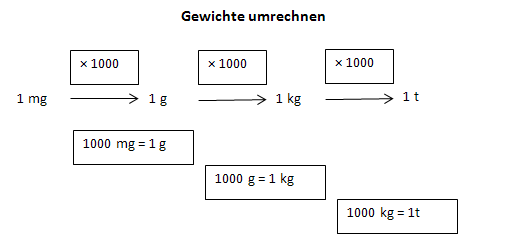 Gewichte umrechnen
× 1000 × 1000 × 1000
1 mg 1 g 1 kg 1 t
1000 mg = 1 g
1000 g = 1 kg
1000 kg = 1t